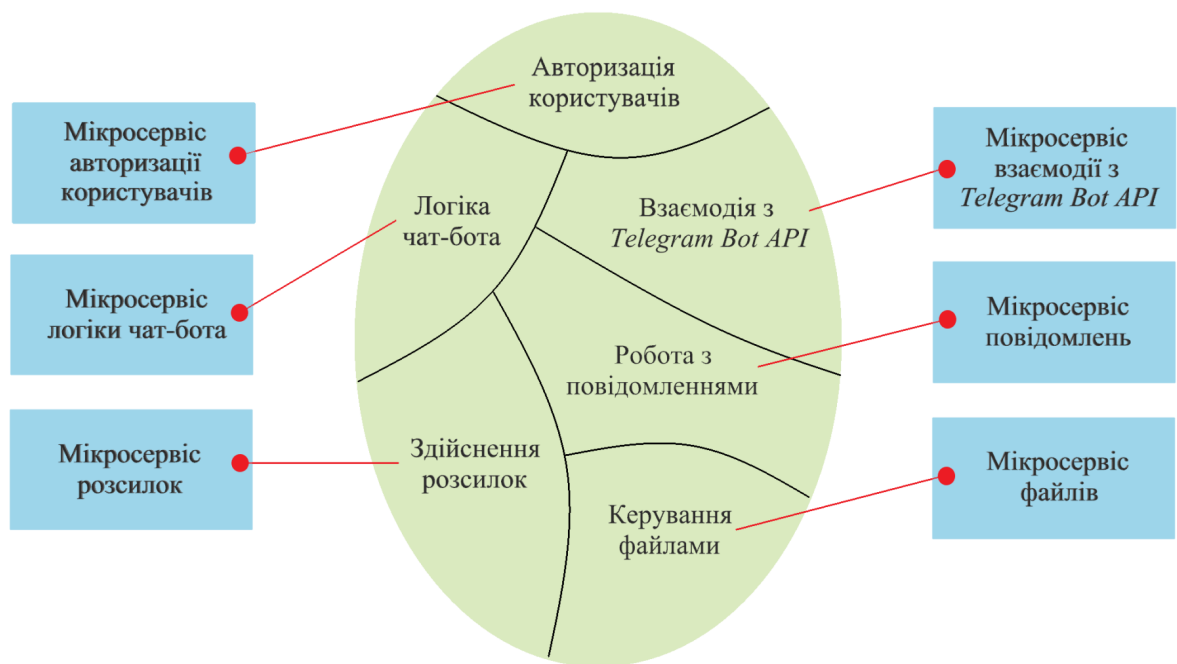 Авторизація
користувачів
Мікросервіс
авторизації
користувачів
Мікросервіс
взаємодії з
Telegram Bot API
Логіка
чат-бота
Взаємодія з
Telegram Bot API
Мікросервіс
логіки чат-бота
Мікросервіс
повідомлень
Робота з
повідомленнями
Мікросервіс
розсилок
Здійснення
розсилок
Мікросервіс
файлів
Керування
файлами